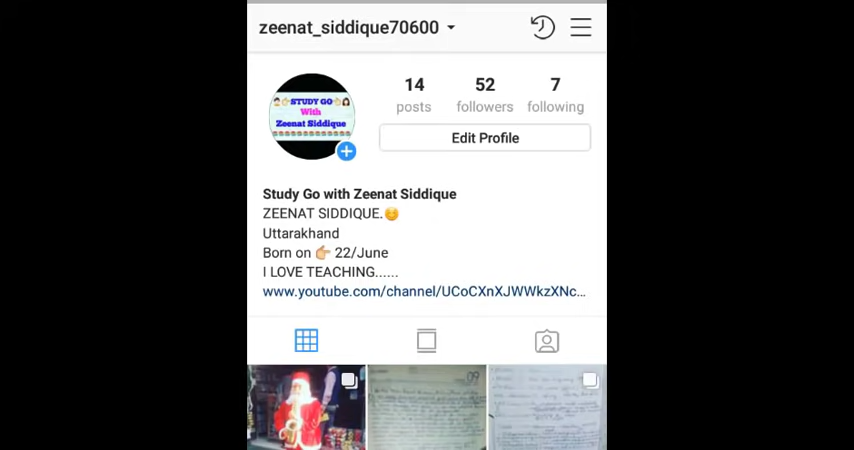 zeenat_siddique70600
14 52 7
posts followers following
STUDY GO
With
Zeenat Siddique
Edit Profile
Study Go with Zeenat Siddique
ZEENAT SIDDIQUE.😊
Uttarakhand
Born on 👉 22/June
I LOVE TEACHING......
www.youtube.com/channel/UCoCXnXJWWkzXNc...
09